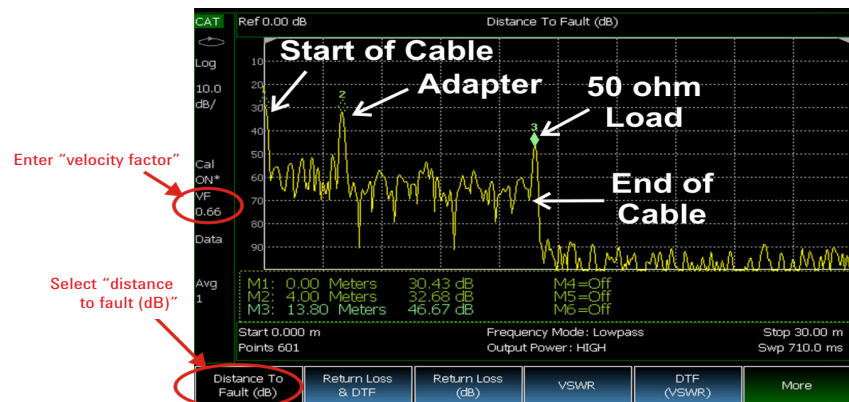 CAT
Ref 0.00 dB
Distance To Fault (dB)
Log
10.0
dB/
Cal
ON*
VF
0.66
Data
Avg
1
10
20
30
40
50
60
70
80
90
Start of Cable
2
Adapter
50 ohm
Load
3
End of
Cable
Enter “velocity factor”
Select “distance
to fault (dB)”
M1: 0.00 Meters 30.43 dB M4=Off
M2: 4.00 Meters 32.68 dB M5=Off
M3: 13.80 Meters 46.67 dB M6=Off
Start 0.000 m Frequency Mode: Lowpass Stop 30.00 m
Points 601 Output Power: HIGH Swp 710.0 ms
Distance To
Fault (dB)
Return Loss
& DTF
Return Loss
(dB)
VSWR
DTF
(VSWR)
More